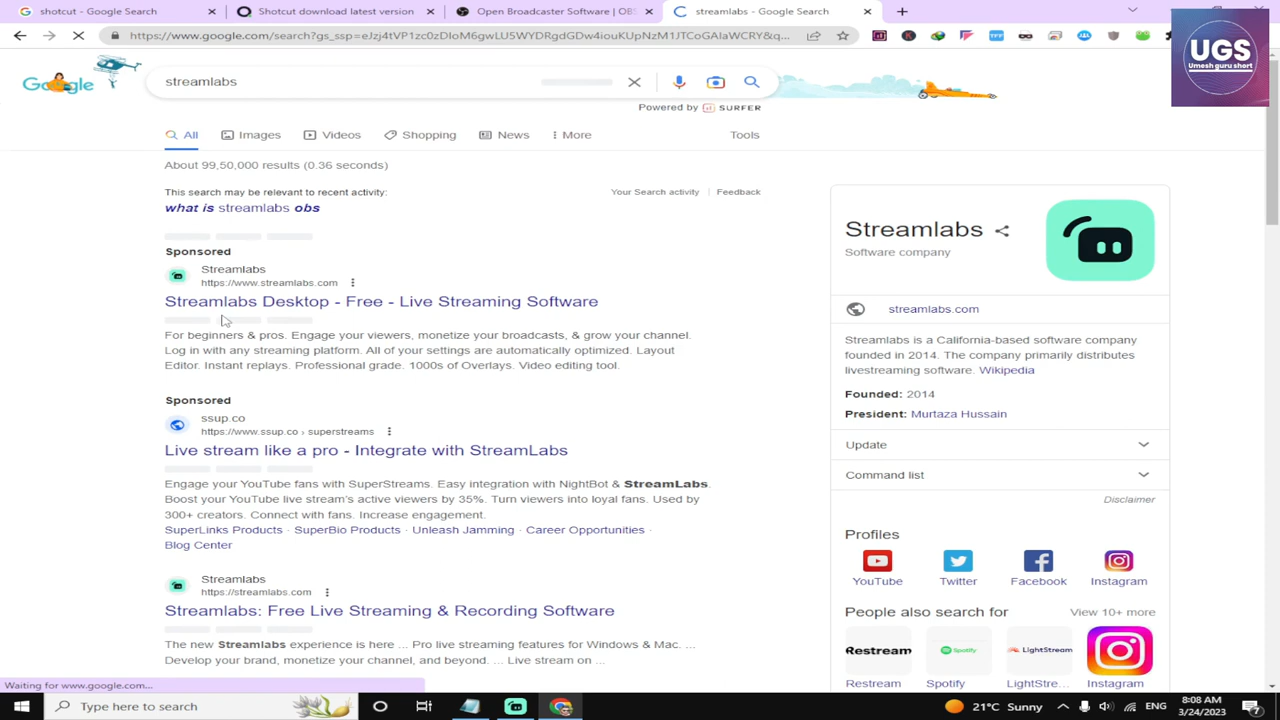 shotcut - Google Search
Shotcut download latest version
Open Broadcaster Software | OBS
streamlabs - Google Search
https://www.google.com/search?gs_ssp=eJzj4tVP1zc0zDIoM6gwLU5WYDRgdGDw4iouKUpNzM1JTCoGAIaWCRY&q...
UGS
Umesh guru short
Google
streamlabs
Powered by SURFER
All
Images
Videos
Shopping
News
More
Tools
About 99,50,000 results (0.36 seconds)
This search may be relevant to recent activity:
Your Search activity
Feedback
what is streamlabs obs
Sponsored
Streamlabs
https://www.streamlabs.com
Streamlabs Desktop - Free - Live Streaming Software
For beginners & pros. Engage your viewers, monetize your broadcasts, & grow your channel.
Log in with any streaming platform. All of your settings are automatically optimized. Layout
Editor. Instant replays. Professional grade. 1000s of Overlays. Video editing tool.
Sponsored
ssup.co
https://www.ssup.co › superstreams
Live stream like a pro - Integrate with StreamLabs
Engage your YouTube fans with SuperStreams. Easy integration with NightBot & StreamLabs.
Boost your YouTube live stream's active viewers by 35%. Turn viewers into loyal fans. Used by
300+ creators. Connect with fans. Increase engagement.
SuperLinks Products · SuperBio Products · Unleash Jamming · Career Opportunities ·
Blog Center
Streamlabs
https://streamlabs.com
Streamlabs: Free Live Streaming & Recording Software
The new Streamlabs experience is here ... Pro live streaming features for Windows & Mac. ...
Develop your brand, monetize your channel, and beyond. ... Live stream on ...
Streamlabs
Software company
streamlabs.com
Streamlabs is a California-based software company
founded in 2014. The company primarily distributes
livestreaming software. Wikipedia
Founded: 2014
President: Murtaza Hussain
Update
Command list
Disclaimer
Profiles
YouTube
Twitter
Facebook
Instagram
People also search for
View 10+ more
Restream
Spotify
LightStream
Restream
Spotify
LightStre...
Instagram
Waiting for www.google.com...
Type here to search
21°C Sunny
ENG
8:08 AM
3/24/2023
7